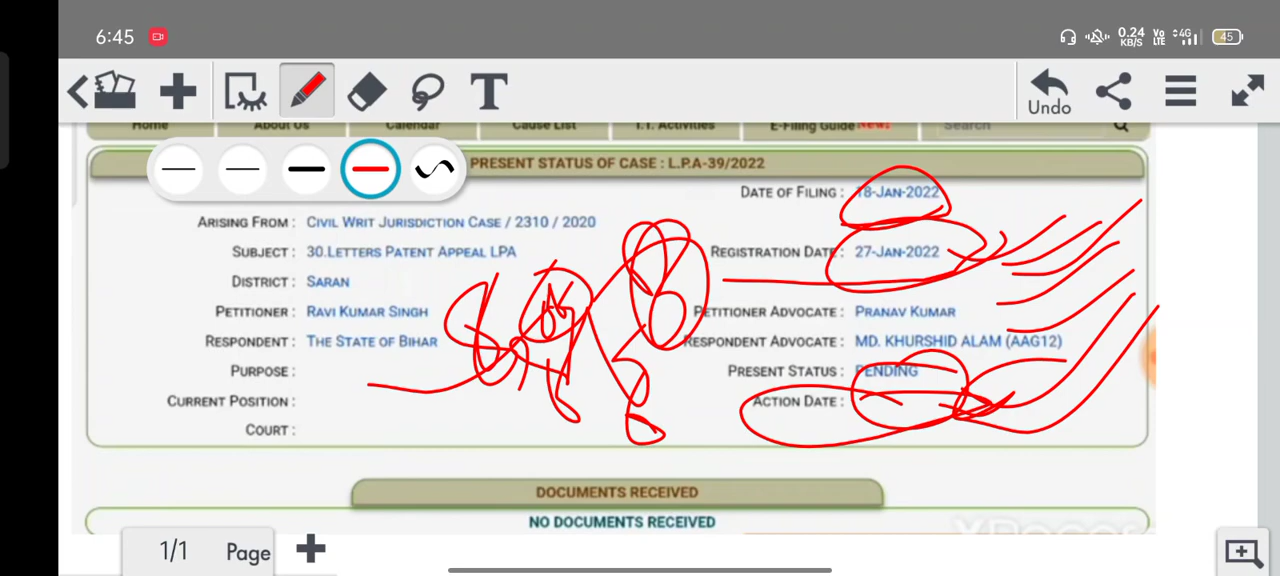 6:45
0.24 KB/S Vo LTE 4G 45
T
Undo
Home About Us Calendar Cause List I.T. Activities E-Filing Guide New! Search
PRESENT STATUS OF CASE : L.P.A-39/2022
DATE OF FILING : 18-JAN-2022
ARISING FROM : CIVIL WRIT JURISDICTION CASE / 2310 / 2020
SUBJECT : 30.LETTERS PATENT APPEAL LPA REGISTRATION DATE : 27-JAN-2022
DISTRICT : SARAN
PETITIONER : RAVI KUMAR SINGH PETITIONER ADVOCATE : PRANAV KUMAR
RESPONDENT : THE STATE OF BIHAR RESPONDENT ADVOCATE : MD. KHURSHID ALAM (AAG12)
PURPOSE : PRESENT STATUS : PENDING
CURRENT POSITION : ACTION DATE :
COURT :
DOCUMENTS RECEIVED
NO DOCUMENTS RECEIVED
1/1 Page